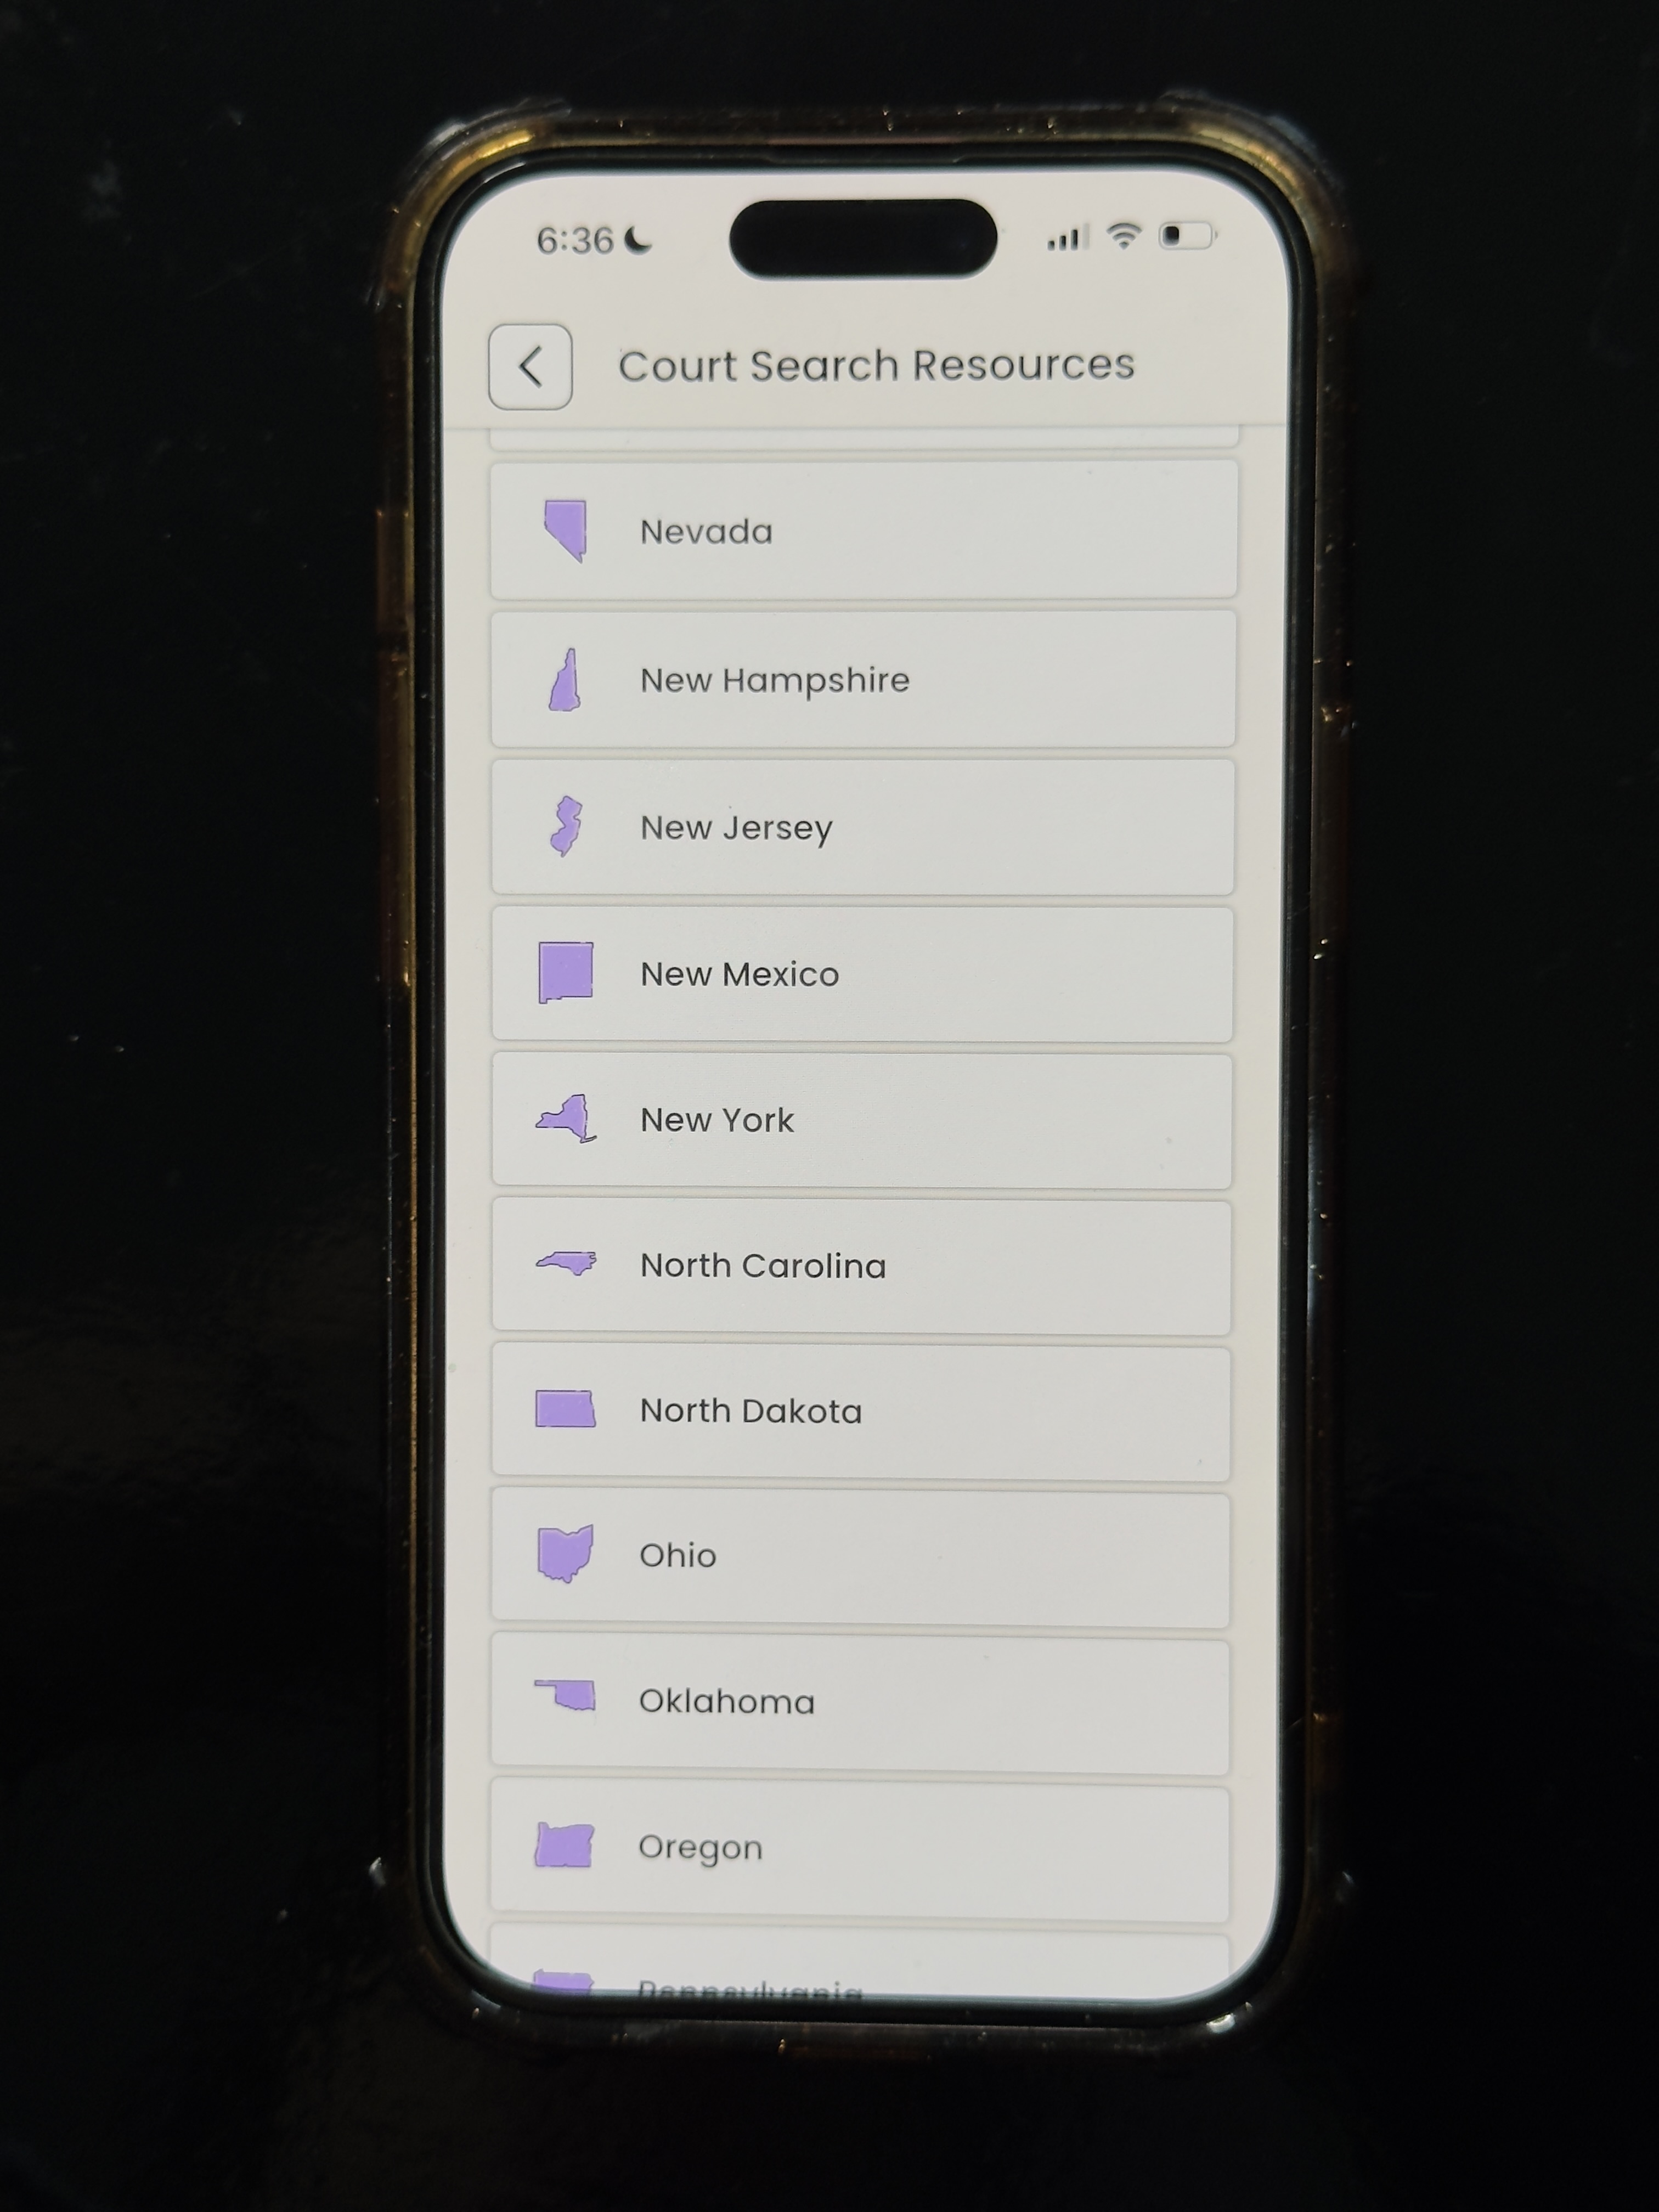 6:36
Court Search Resources
Nevada
New Hampshire
New Jersey
New Mexico
New York
North Carolina
North Dakota
Ohio
Oklahoma
Oregon
Pennsylvania